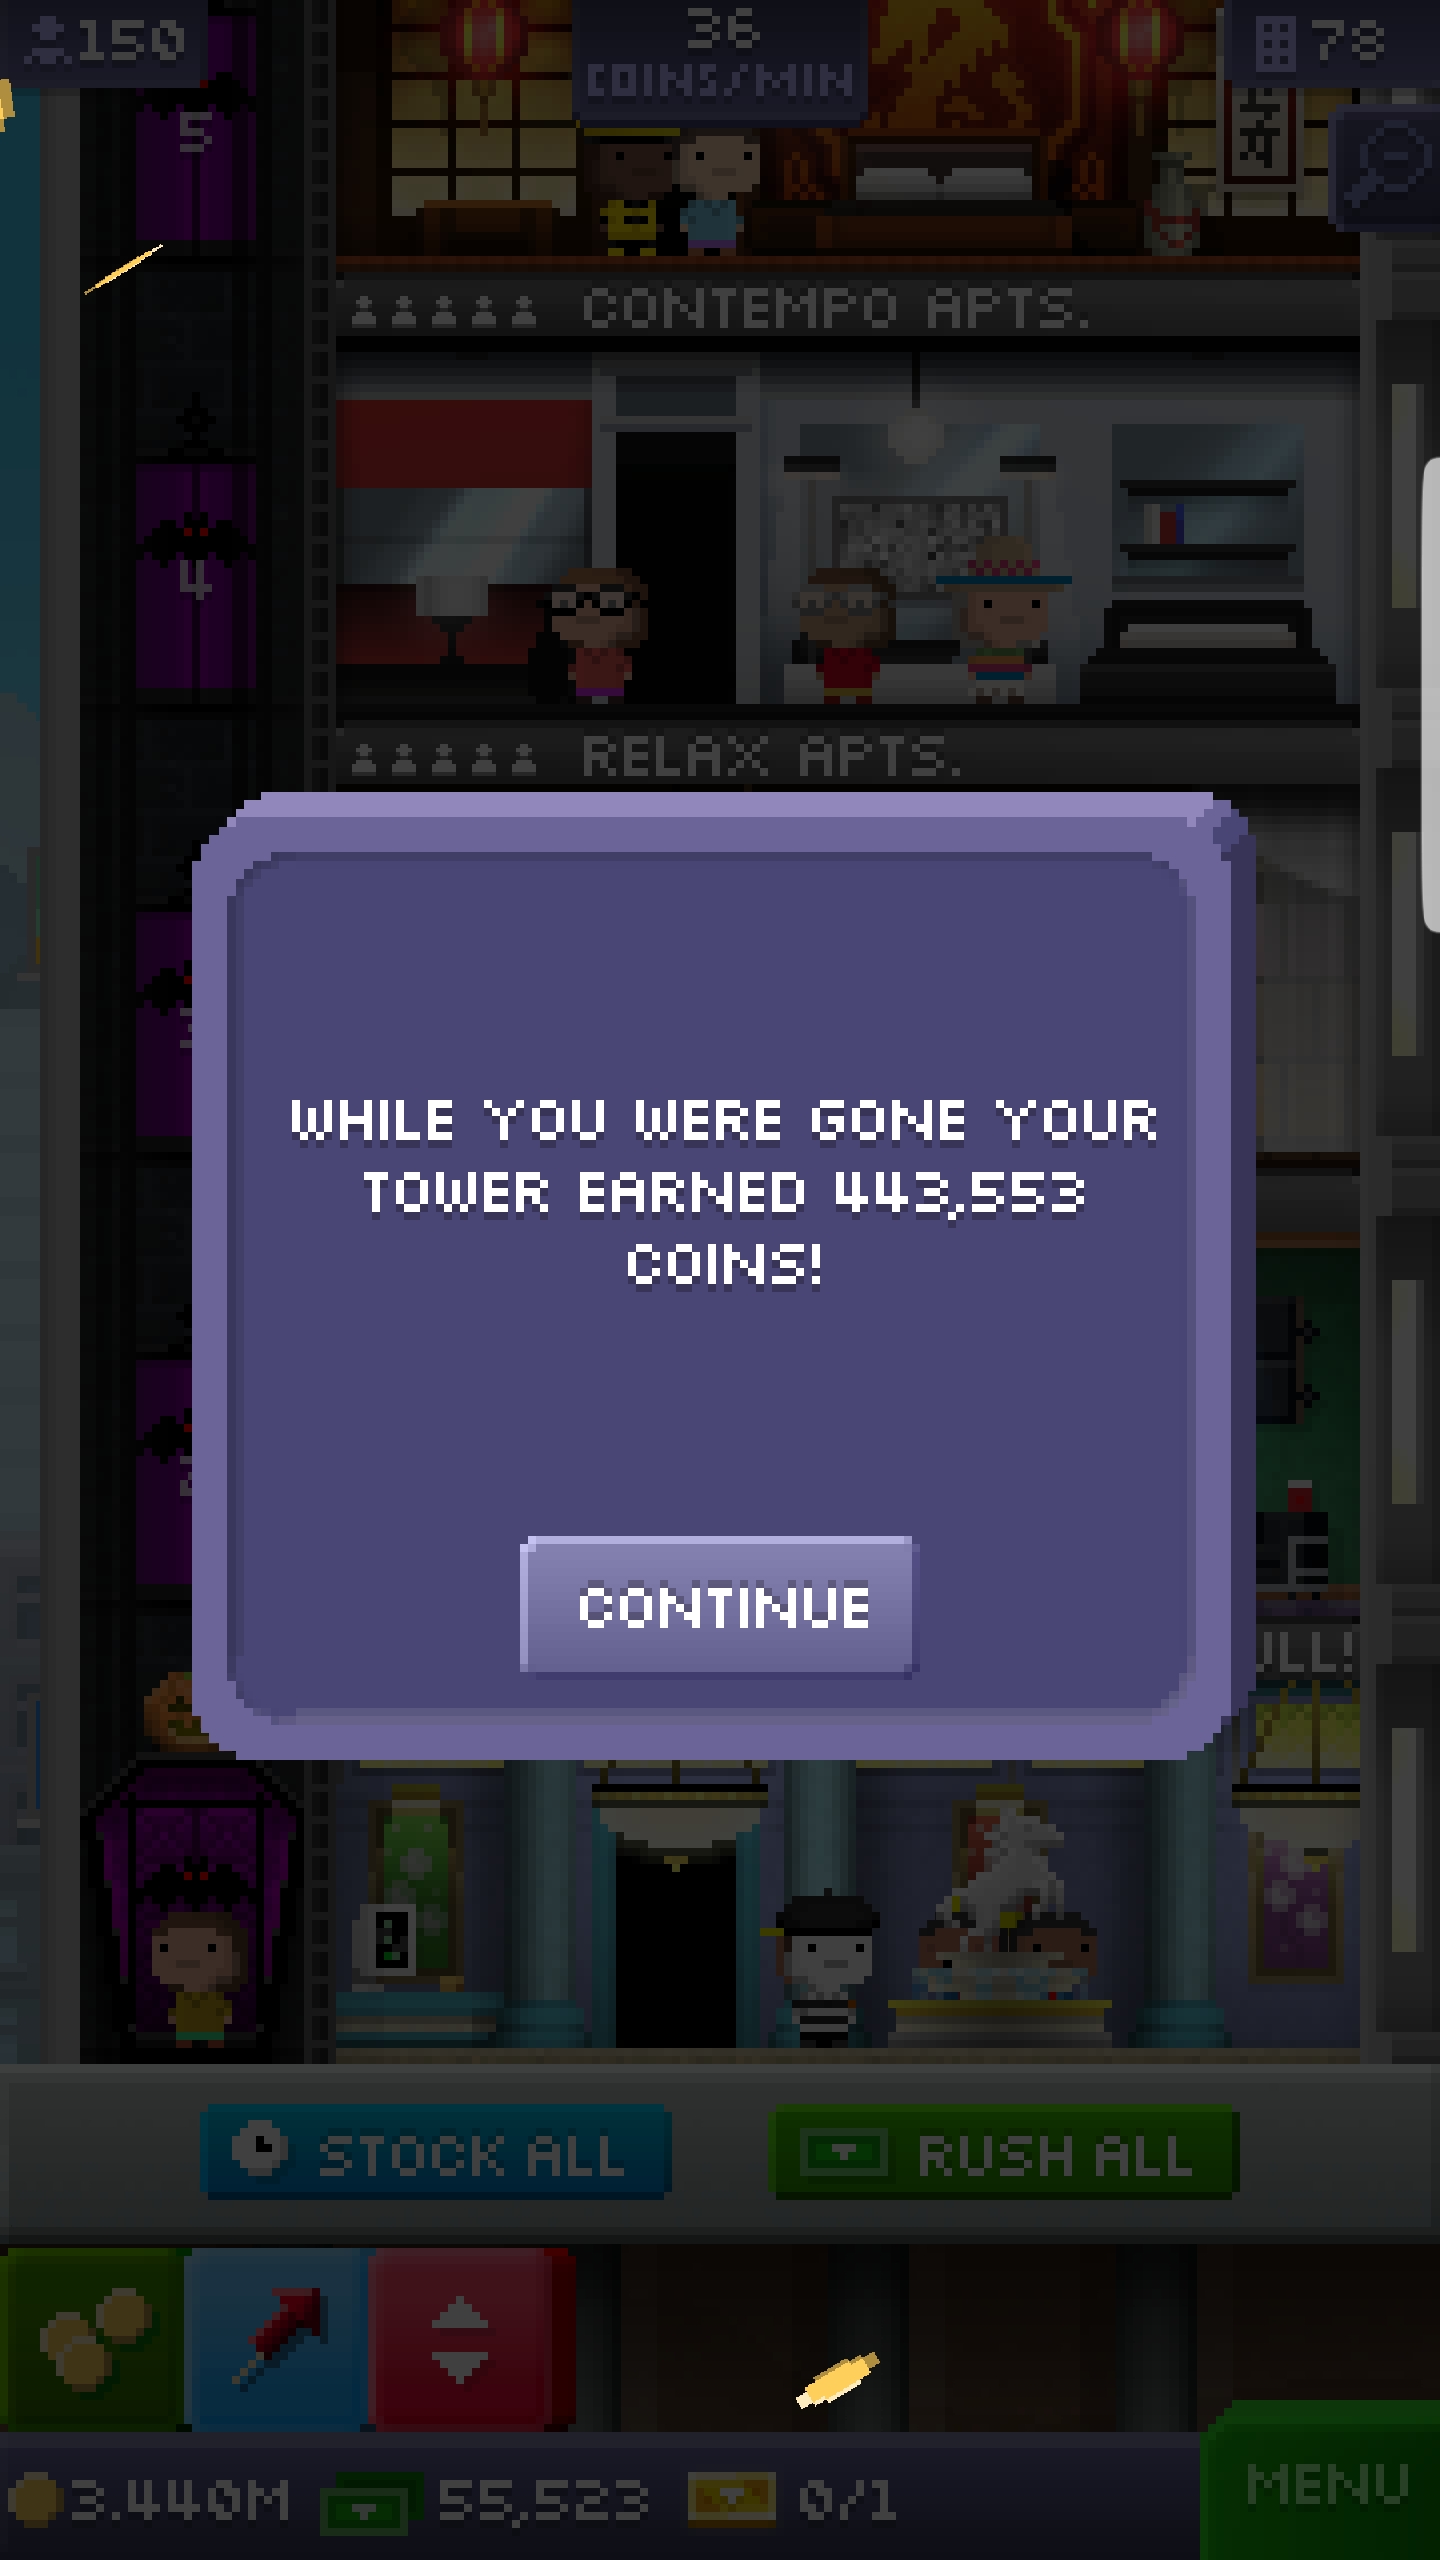 150
36
COINS/MIN
78
5
CONTEMPO APTS.
4
RELAX APTS.
WHILE YOU WERE GONE YOUR
TOWER EARNED 443,553
COINS!
CONTINUE
STOCK ALL
RUSH ALL
3.440M
55,523
0/1
MENU